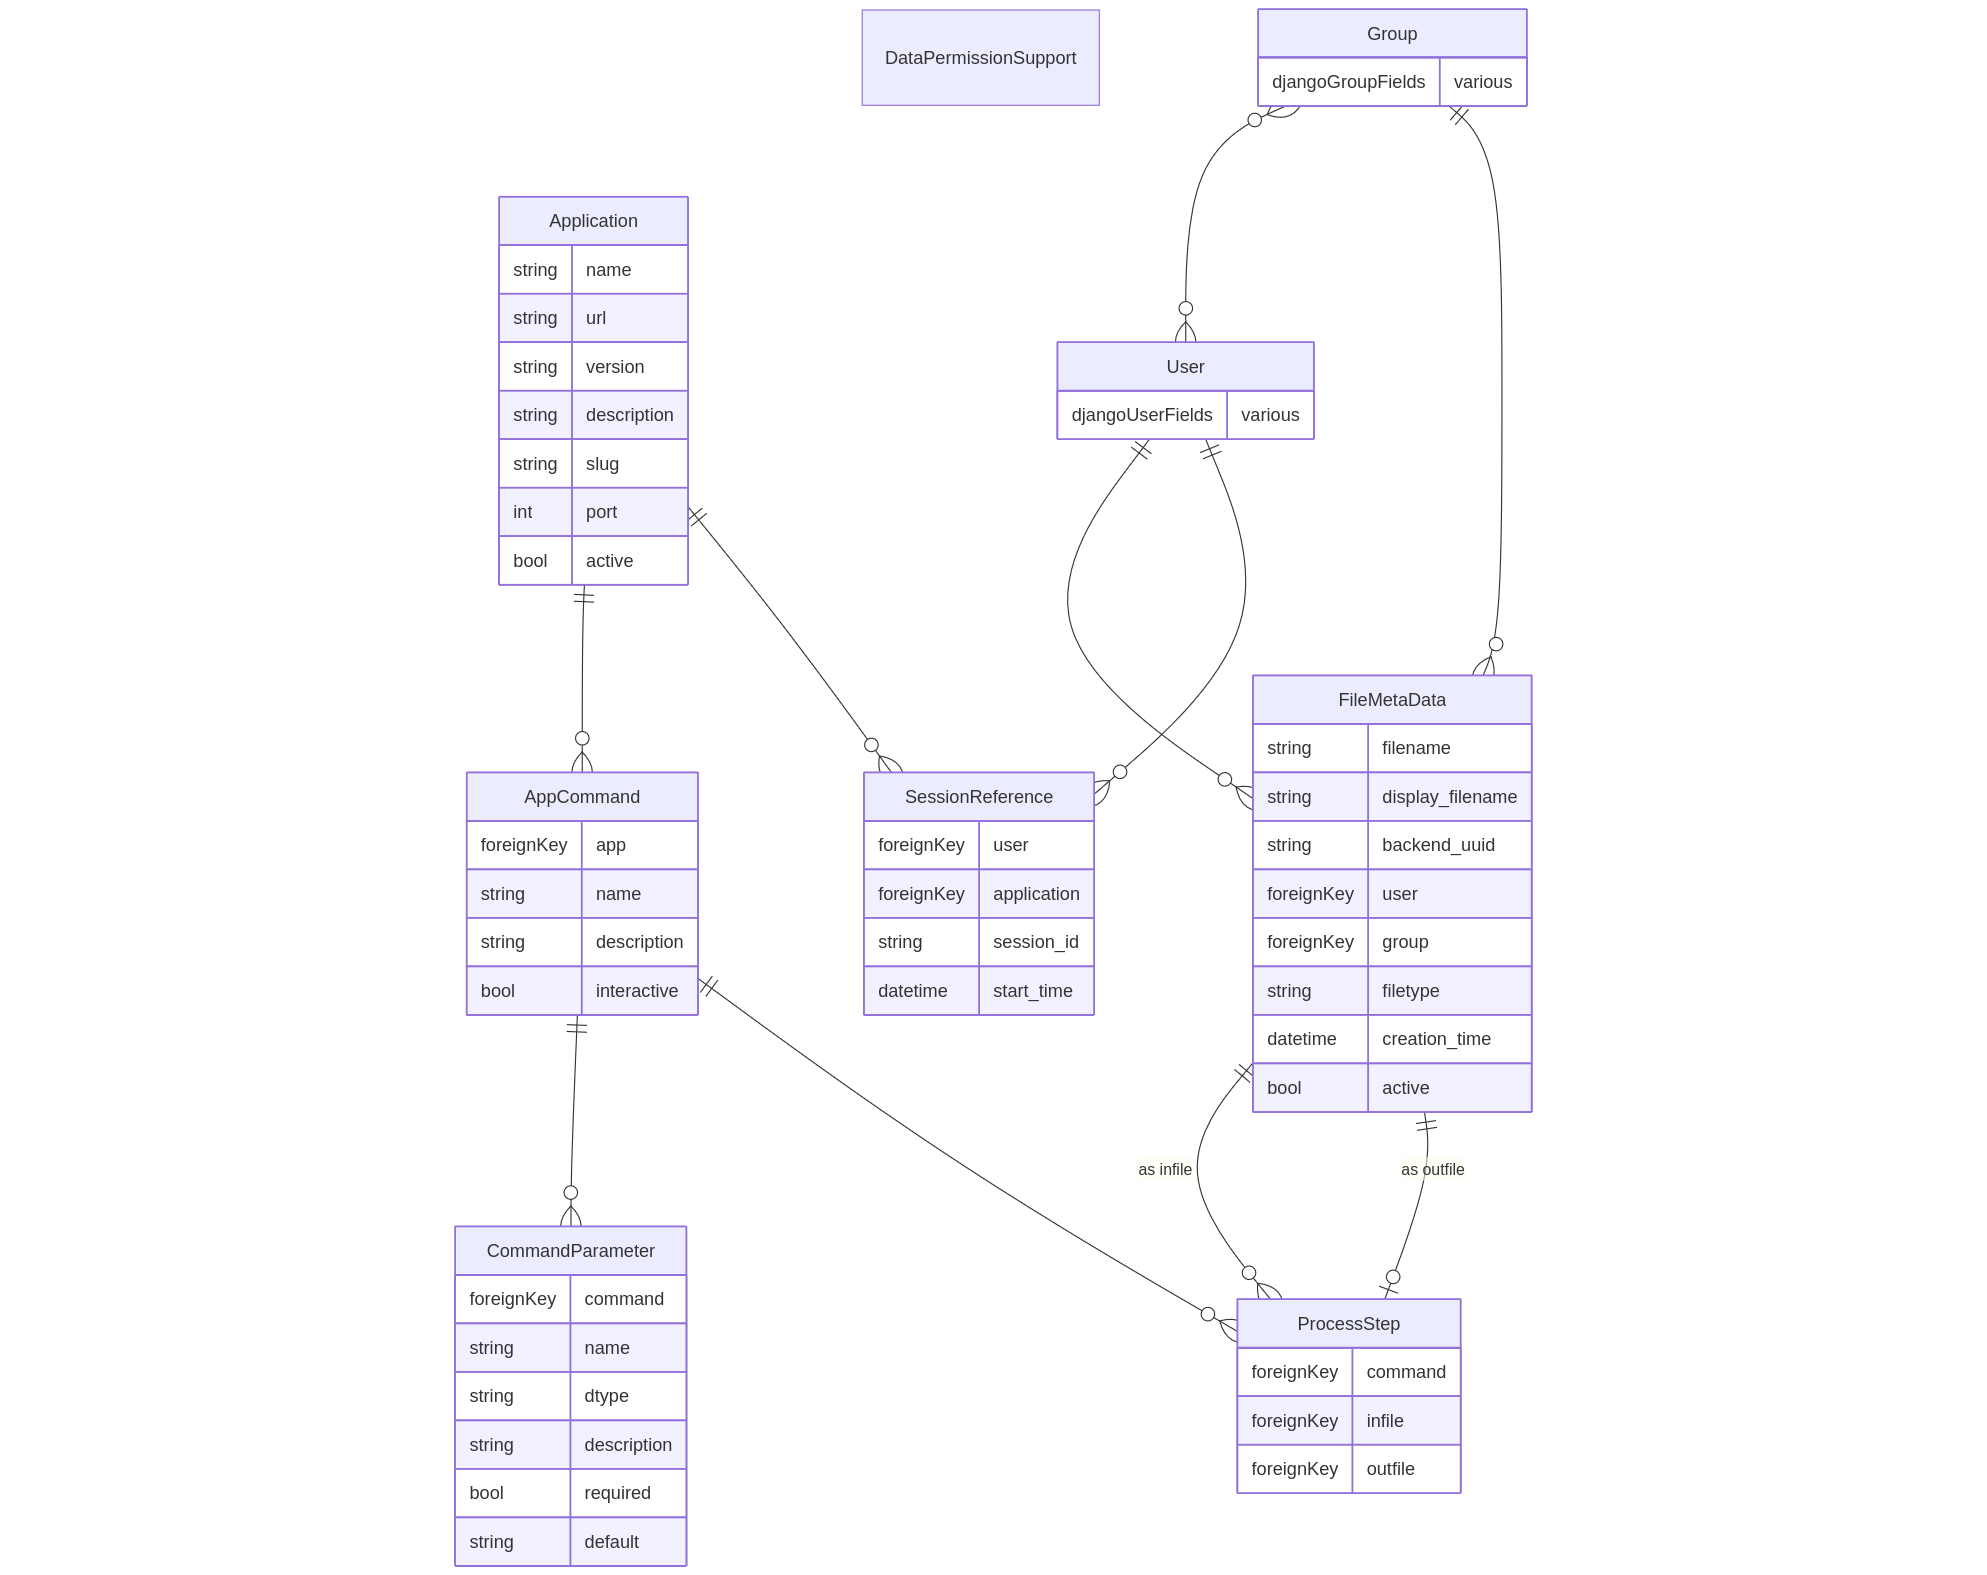 DataPermissionSupport
Group
djangoGroupFields various
Application
string name
string url
string version
string description
string slug
int port
bool active
User
djangoUserFields various
FileMetaData
string filename
string display_filename
string backend_uuid
foreignKey user
foreignKey group
string filetype
datetime creation_time
bool active
AppCommand
foreignKey app
string name
string description
bool interactive
SessionReference
foreignKey user
foreignKey application
string session_id
datetime start_time
as infile
as outfile
CommandParameter
foreignKey command
string name
string dtype
string description
bool required
string default
ProcessStep
foreignKey command
foreignKey infile
foreignKey outfile